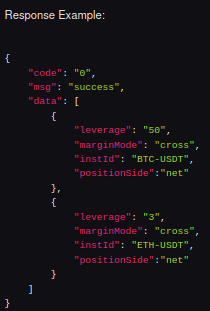 Response Example:
{
    "code": "0",
    "msg": "success",
    "data": [
        {
            "leverage": "50",
            "marginMode": "cross",
            "instId": "BTC-USDT",
            "positionSide":"net"
        },
        {
            "leverage": "3",
            "marginMode": "cross",
            "instId": "ETH-USDT",
            "positionSide":"net"
        }
    ]
}